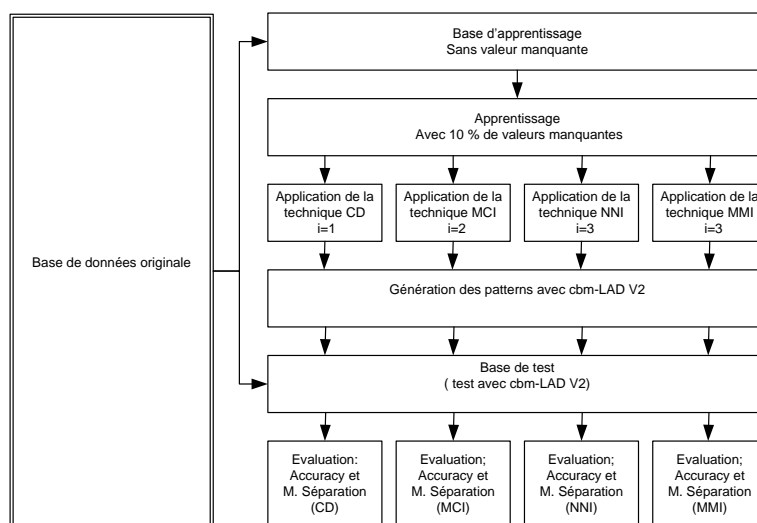 Base d'apprentissage
Sans valeur manquante
Apprentissage
Avec 10 % de valeurs manquantes
Application de la
technique CD
i=1
Application de la
technique MCI
i=2
Application de la
technique NNI
i=3
Application de la
technique MMI
i=3
Base de données originale
Génération des patterns avec cbm-LAD V2
Base de test
( test avec cbm-LAD V2)
Evaluation:
Accuracy et
M. Séparation
(CD)
Evaluation;
Accuracy et
M. Séparation
(MCI)
Evaluation;
Accuracy et
M. Séparation
(NNI)
Evaluation;
Accuracy et
M. Séparation
(MMI)